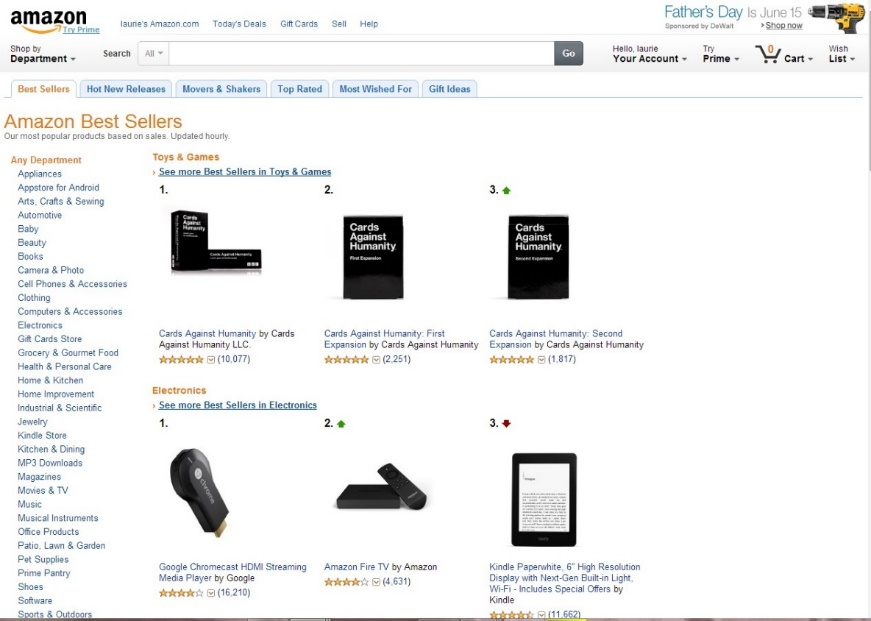 amazon
Try Prime
laurie's Amazon.com Today's Deals Gift Cards Sell Help
Father's Day Is June 15
Sponsored by DeWalt › Shop now
Shop by
Department
Search All Go
Hello, laurie
Your Account
Try
Prime
0
Cart
Wish
List
Best Sellers Hot New Releases Movers & Shakers Top Rated Most Wished For Gift Ideas
Amazon Best Sellers
Our most popular products based on sales. Updated hourly.
Any Department
Appliances
Appstore for Android
Arts, Crafts & Sewing
Automotive
Baby
Beauty
Books
Camera & Photo
Cell Phones & Accessories
Clothing
Computers & Accessories
Electronics
Gift Cards Store
Grocery & Gourmet Food
Health & Personal Care
Home & Kitchen
Home Improvement
Industrial & Scientific
Jewelry
Kindle Store
Kitchen & Dining
MP3 Downloads
Magazines
Movies & TV
Music
Musical Instruments
Office Products
Patio, Lawn & Garden
Pet Supplies
Prime Pantry
Shoes
Software
Sports & Outdoors
Toys & Games
› See more Best Sellers in Toys & Games
1.
Cards
Against
Humanity
Cards Against Humanity
Cards Against Humanity by Cards
Against Humanity LLC.
(10,077)
2.
Cards
Against
Humanity
First Expansion
Cards Against Humanity: First
Expansion by Cards Against Humanity
(2,251)
3.
Cards
Against
Humanity
Second Expansion
Cards Against Humanity: Second
Expansion by Cards Against Humanity
(1,817)
Electronics
› See more Best Sellers in Electronics
1.
chrome
Google Chromecast HDMI Streaming
Media Player by Google
(16,210)
2.
Amazon Fire TV by Amazon
(4,631)
3.
Kindle Paperwhite, 6" High Resolution
Display with Next-Gen Built-in Light,
Wi-Fi - Includes Special Offers by
Kindle
(11,662)